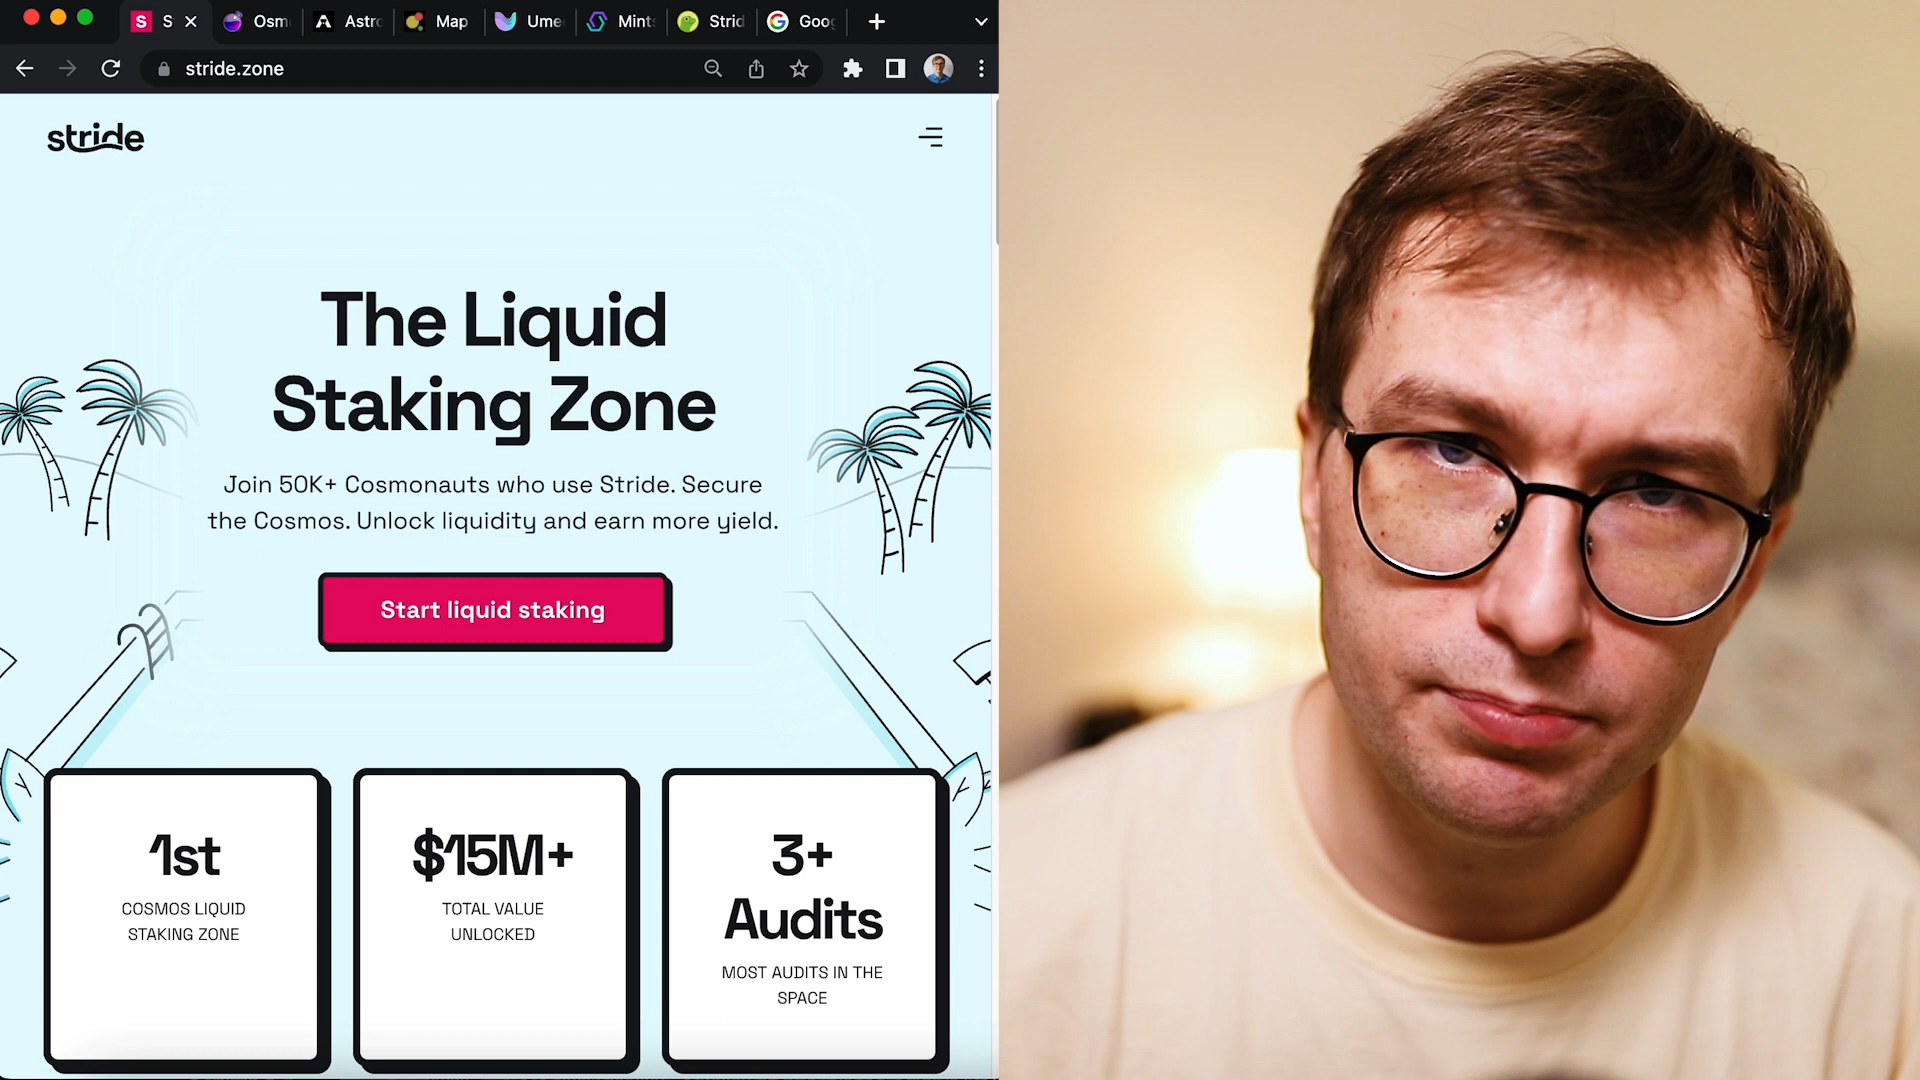 S
Osm
Astro
Map
Ume
Mints
Strid
Goog
stride.zone
stride
The Liquid
Staking Zone
Join 50K+ Cosmonauts who use Stride. Secure
the Cosmos. Unlock liquidity and earn more yield.
Start liquid staking
1st
COSMOS LIQUID
STAKING ZONE
$15M+
TOTAL VALUE
UNLOCKED
3+
Audits
MOST AUDITS IN THE
SPACE